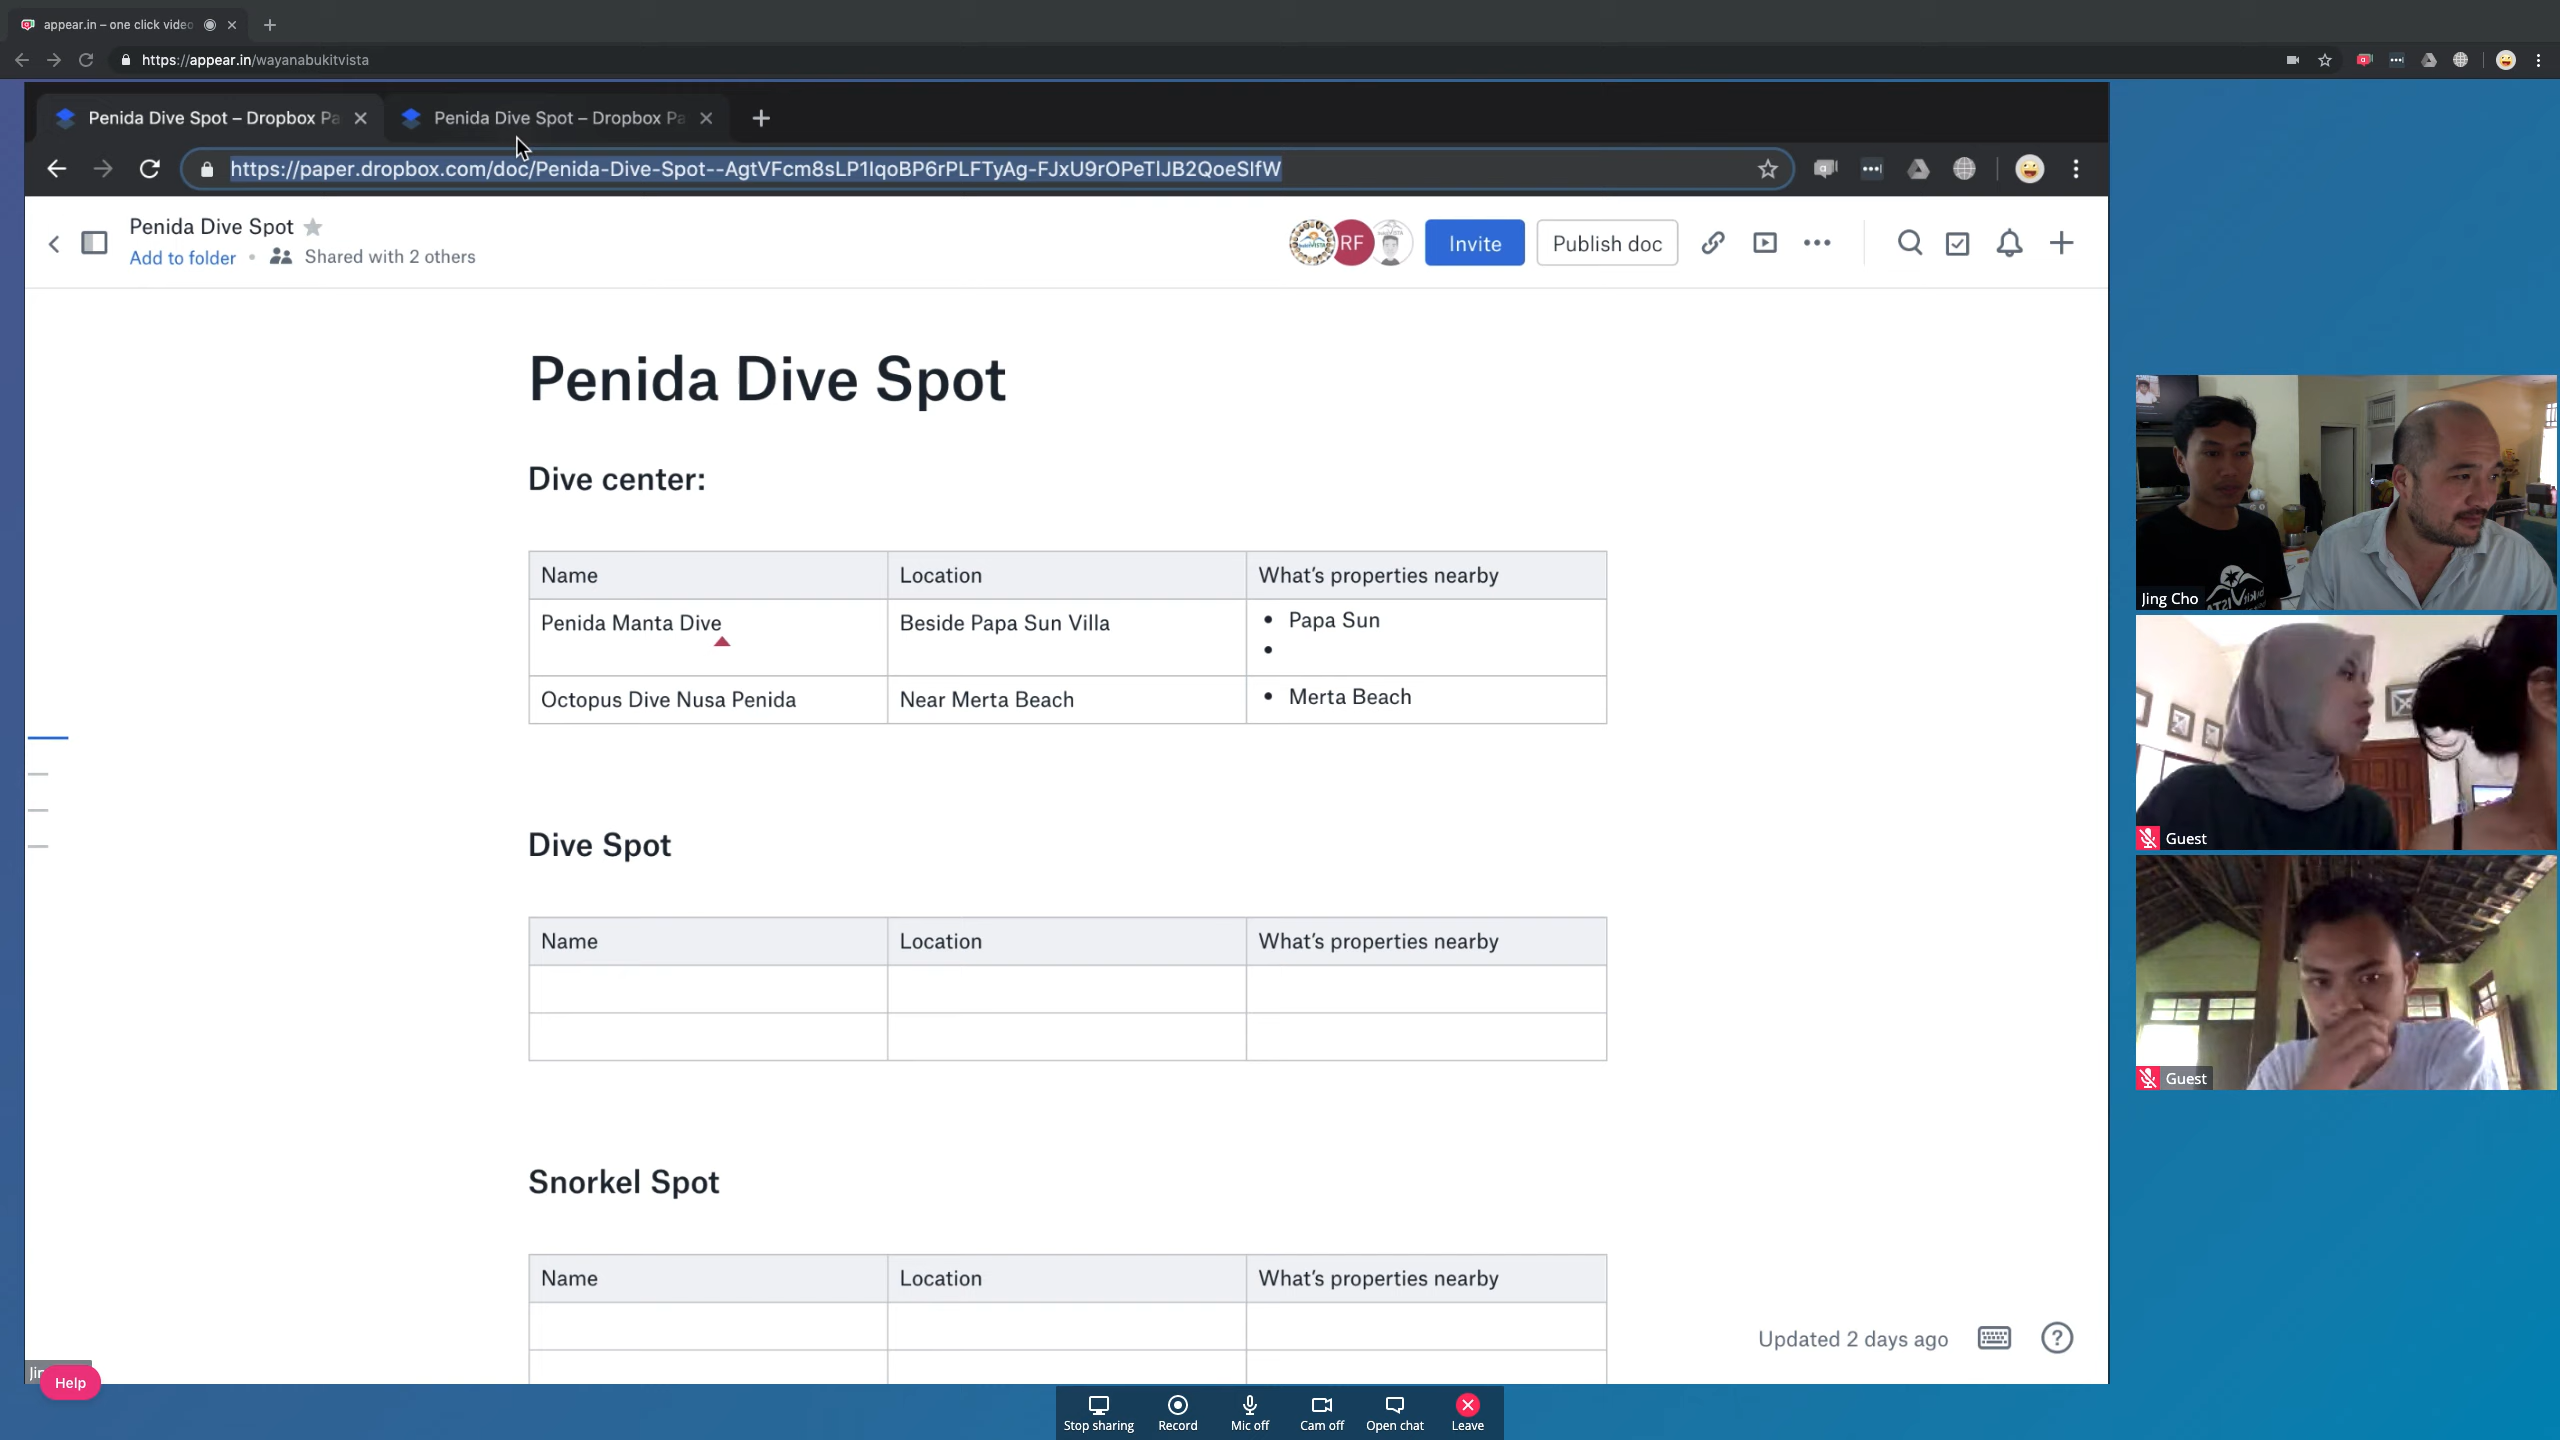 appear.in – one click video
https://appear.in/wayanabukitvista
Penida Dive Spot – Dropbox Pa
Penida Dive Spot – Dropbox Pa
https://paper.dropbox.com/doc/Penida-Dive-Spot--AgtVFcm8sLP1IqoBP6rPLFTyAg-FJxU9rOPeTlJB2QoeSIfW
Penida Dive Spot
Add to folder • Shared with 2 others
RF
Invite
Publish doc
Penida Dive Spot
Dive center:
Name Location What's properties nearby
Penida Manta Dive Beside Papa Sun Villa • Papa Sun
•
Octopus Dive Nusa Penida Near Merta Beach • Merta Beach
Dive Spot
Name Location What's properties nearby
Snorkel Spot
Name Location What's properties nearby
Updated 2 days ago
Help
Jing Cho
Guest
Guest
Stop sharing Record Mic off Cam off Open chat Leave